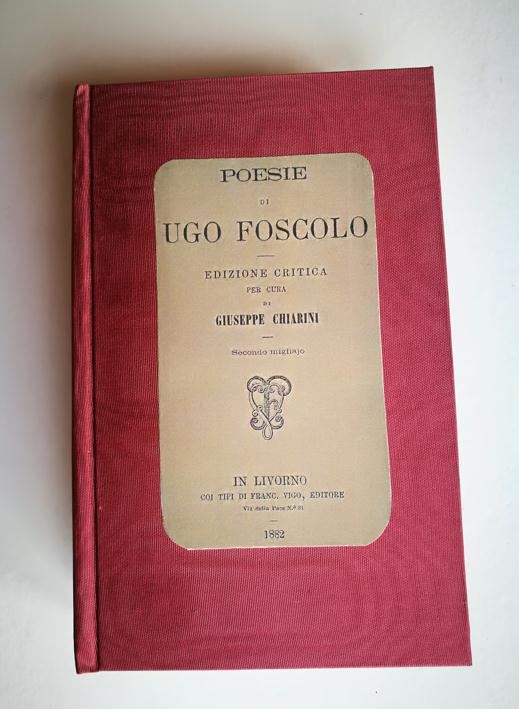 POESIE
DI
UGO FOSCOLO
EDIZIONE CRITICA
PER CURA
DI
GIUSEPPE CHIARINI
Secondo migliajo
IN LIVORNO
COI TIPI DI FRANC. VIGO, EDITORE
Via della Pace N.º 31
1882